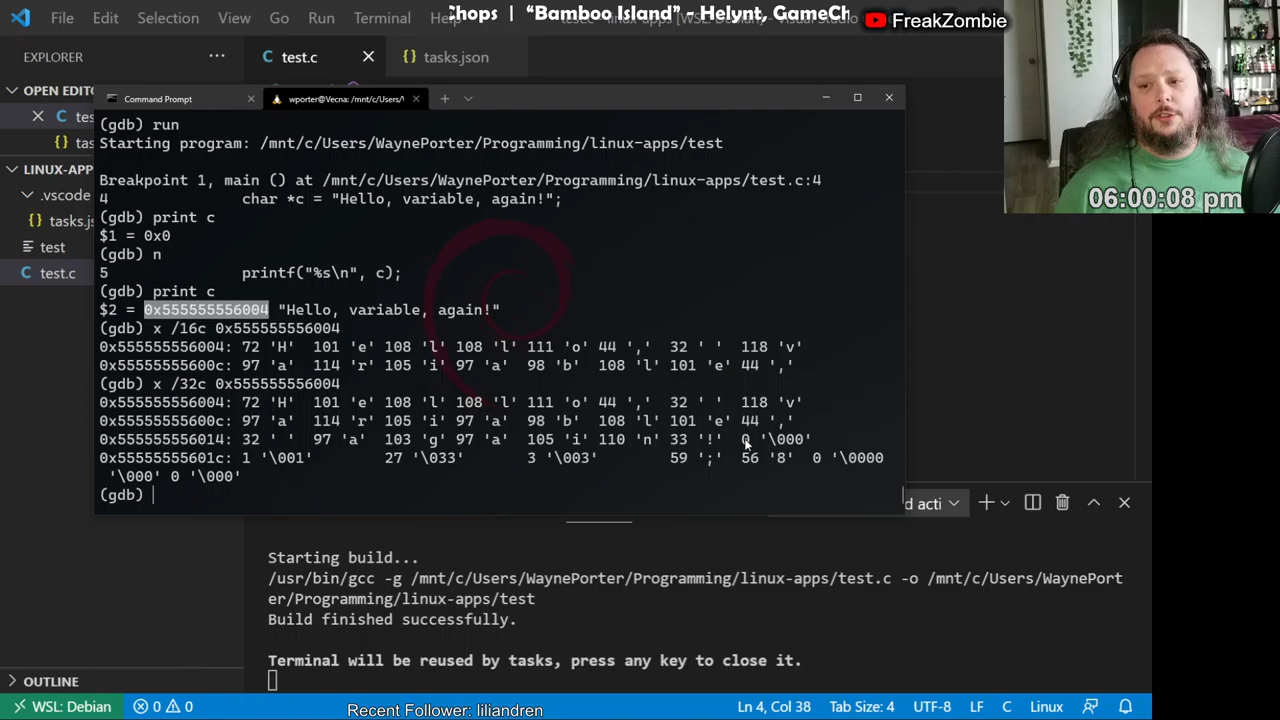 Chops | “Bamboo Island” - Helynt, GameCh
FreakZombie
File Edit Selection View Go Run Terminal Help
EXPLORER ···
test.c
tasks.json
OPEN EDITO
LINUX-APP
.vscode
tasks.js
test
test.c
Command Prompt
wporter@Vecna: /mnt/c/Users/
(gdb) run
Starting program: /mnt/c/Users/WaynePorter/Programming/linux-apps/test
Breakpoint 1, main () at /mnt/c/Users/WaynePorter/Programming/linux-apps/test.c:4
4 char *c = "Hello, variable, again!";
(gdb) print c
$1 = 0x0
(gdb) n
5 printf("%s\n", c);
(gdb) print c
$2 = 0x555555556004 "Hello, variable, again!"
(gdb) x /16c 0x555555556004
0x555555556004: 72 'H' 101 'e' 108 'l' 108 'l' 111 'o' 44 ',' 32 ' ' 118 'v'
0x55555555600c: 97 'a' 114 'r' 105 'i' 97 'a' 98 'b' 108 'l' 101 'e' 44 ','
(gdb) x /32c 0x555555556004
0x555555556004: 72 'H' 101 'e' 108 'l' 108 'l' 111 'o' 44 ',' 32 ' ' 118 'v'
0x55555555600c: 97 'a' 114 'r' 105 'i' 97 'a' 98 'b' 108 'l' 101 'e' 44 ','
0x555555556014: 32 ' ' 97 'a' 103 'g' 97 'a' 105 'i' 110 'n' 33 '!' 0 '\000'
0x55555555601c: 1 '\001' 27 '\033' 3 '\003' 59 ';' 56 '8' 0 '\0000
'\000' 0 '\000'
(gdb)
06:00:08 pm
d acti
Starting build...
/usr/bin/gcc -g /mnt/c/Users/WaynePorter/Programming/linux-apps/test.c -o /mnt/c/Users/WaynePort
er/Programming/linux-apps/test
Build finished successfully.
Terminal will be reused by tasks, press any key to close it.
OUTLINE
WSL: Debian 0 0
Recent Follower: liliandren
Ln 4, Col 38 Tab Size: 4 UTF-8 LF C Linux